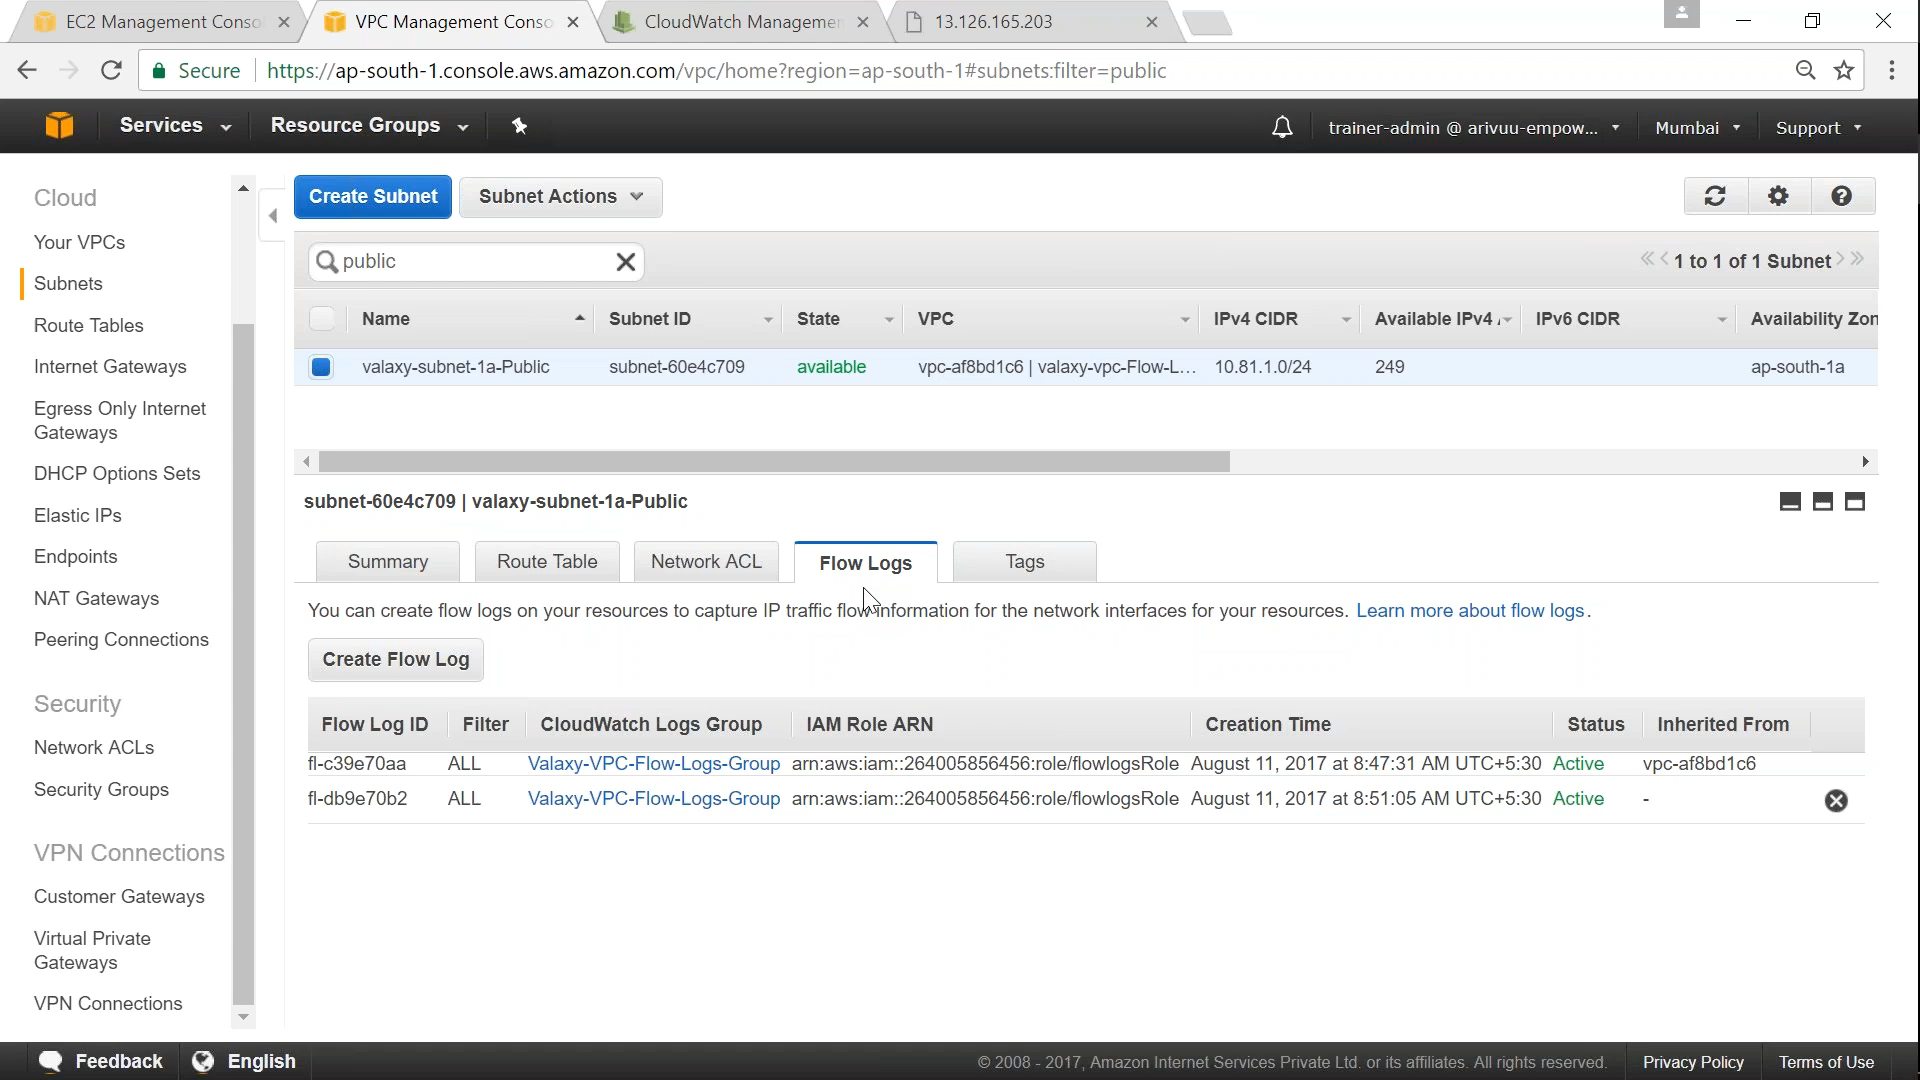 EC2 Management Conso
VPC Management Conso
CloudWatch Managemen
13.126.165.203
Secure
https://ap-south-1.console.aws.amazon.com/vpc/home?region=ap-south-1#subnets:filter=public
Services
Resource Groups
trainer-admin @ arivuu-empow...
Mumbai
Support
Cloud
Your VPCs
Subnets
Route Tables
Internet Gateways
Egress Only Internet
Gateways
DHCP Options Sets
Elastic IPs
Endpoints
NAT Gateways
Peering Connections
Security
Network ACLs
Security Groups
VPN Connections
Customer Gateways
Virtual Private
Gateways
VPN Connections
Create Subnet
Subnet Actions
public
1 to 1 of 1 Subnet
Name Subnet ID State VPC IPv4 CIDR Available IPv4 IPv6 CIDR Availability Zon
valaxy-subnet-1a-Public subnet-60e4c709 available vpc-af8bd1c6 | valaxy-vpc-Flow-L... 10.81.1.0/24 249 ap-south-1a
subnet-60e4c709 | valaxy-subnet-1a-Public
Summary Route Table Network ACL Flow Logs Tags
You can create flow logs on your resources to capture IP traffic flow information for the network interfaces for your resources. Learn more about flow logs.
Create Flow Log
Flow Log ID Filter CloudWatch Logs Group IAM Role ARN Creation Time Status Inherited From
fl-c39e70aa ALL Valaxy-VPC-Flow-Logs-Group arn:aws:iam::264005856456:role/flowlogsRole August 11, 2017 at 8:47:31 AM UTC+5:30 Active vpc-af8bd1c6
fl-db9e70b2 ALL Valaxy-VPC-Flow-Logs-Group arn:aws:iam::264005856456:role/flowlogsRole August 11, 2017 at 8:51:05 AM UTC+5:30 Active -
Feedback
English
© 2008 - 2017, Amazon Internet Services Private Ltd. or its affiliates. All rights reserved.
Privacy Policy
Terms of Use